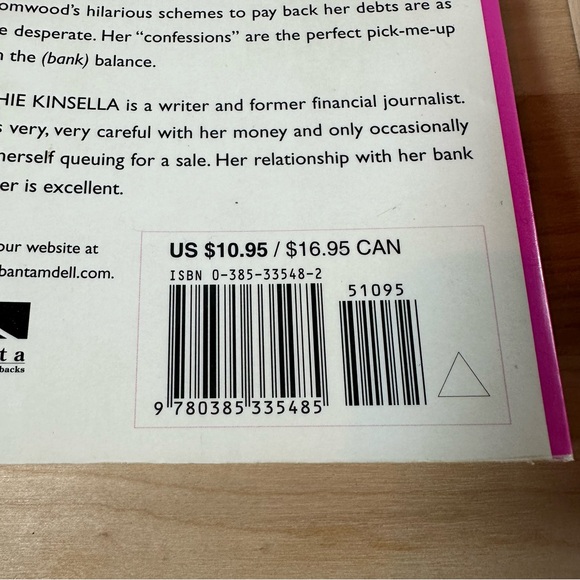 omwood's hilarious schemes to pay back her debts are as
e desperate. Her “confessions” are the perfect pick-me-up
n the (bank) balance.
HIE KINSELLA is a writer and former financial journalist.
s very, very careful with her money and only occasionally
herself queuing for a sale. Her relationship with her bank
er is excellent.
our website at
bantamdell.com.
ta
backs
US $10.95 / $16.95 CAN
ISBN 0-385-33548-2
51095
9 780385 335485